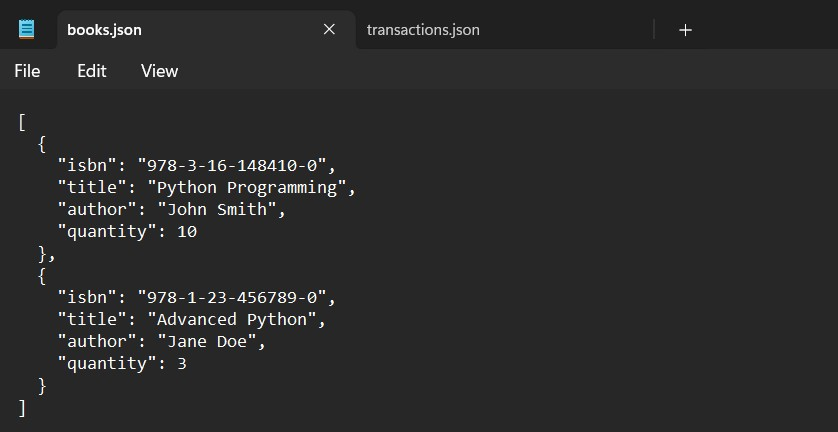 books.json
transactions.json
File Edit View
[
  {
    "isbn": "978-3-16-148410-0",
    "title": "Python Programming",
    "author": "John Smith",
    "quantity": 10
  },
  {
    "isbn": "978-1-23-456789-0",
    "title": "Advanced Python",
    "author": "Jane Doe",
    "quantity": 3
  }
]